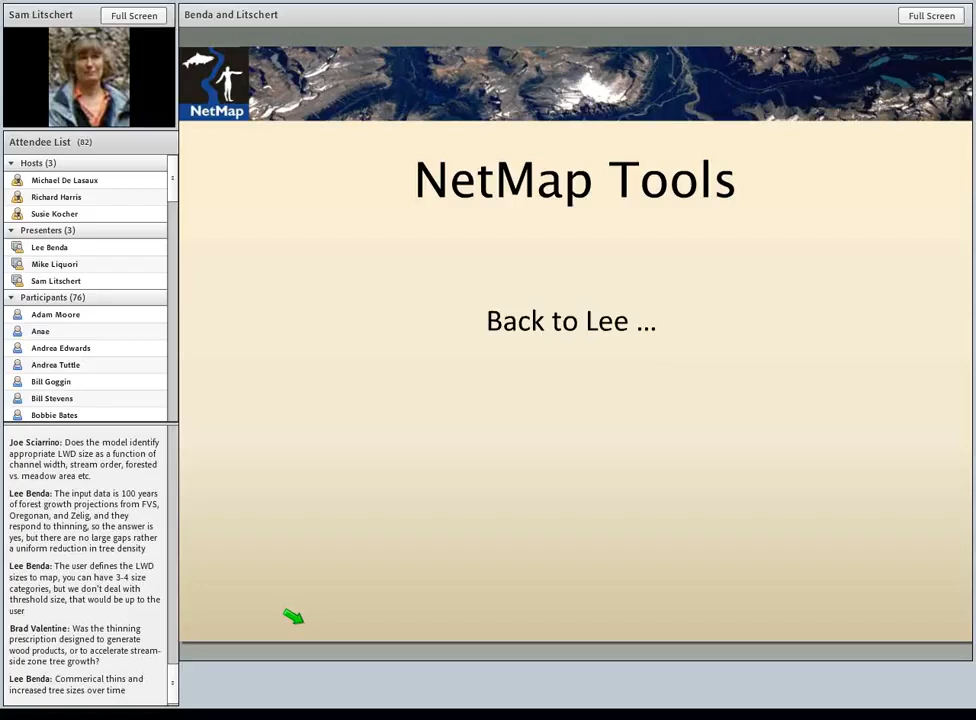 Sam Litschert
Full Screen
Attendee List (82)
Hosts (3)
Michael De Lasaux
Richard Harris
Susie Kocher
Presenters (3)
Lee Benda
Mike Liquori
Sam Litschert
Participants (76)
Adam Moore
Anae
Andrea Edwards
Andrea Tuttle
Bill Goggin
Bill Stevens
Bobbie Bates
Joe Sciarrino: Does the model identify
appropriate LWD size as a function of
channel width, stream order, forested
vs. meadow area etc.
Lee Benda: The input data is 100 years
of forest growth projections from FVS,
Oregonan, and Zelig, and they
respond to thinning, so the answer is
yes, but there are no large gaps rather
a uniform reduction in tree density
Lee Benda: The user defines the LWD
sizes to map, you can have 3-4 size
categories, but we don't deal with
threshold size, that would be up to the
user
Brad Valentine: Was the thinning
prescription designed to generate
wood products, or to accelerate stream-
side zone tree growth?
Lee Benda: Commerical thins and
increased tree sizes over time
Benda and Litschert
Full Screen
NetMap
NetMap Tools
Back to Lee ...